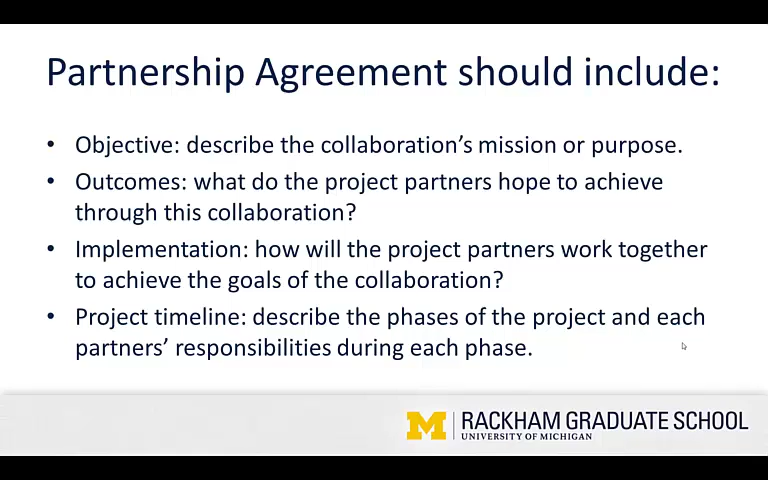 Partnership Agreement should include:
• Objective: describe the collaboration's mission or purpose.
• Outcomes: what do the project partners hope to achieve
through this collaboration?
• Implementation: how will the project partners work together
to achieve the goals of the collaboration?
• Project timeline: describe the phases of the project and each
partners' responsibilities during each phase.
M RACKHAM GRADUATE SCHOOL
UNIVERSITY OF MICHIGAN